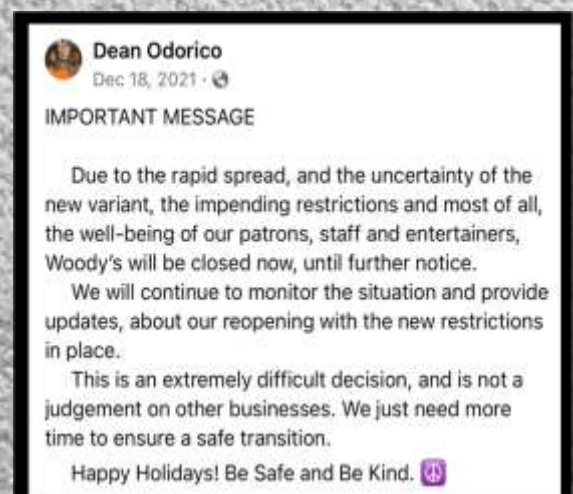 Dean Odorico
Dec 18, 2021 ·
IMPORTANT MESSAGE
Due to the rapid spread, and the uncertainty of the
new variant, the impending restrictions and most of all,
the well-being of our patrons, staff and entertainers,
Woody's will be closed now, until further notice.
We will continue to monitor the situation and provide
updates, about our reopening with the new restrictions
in place.
This is an extremely difficult decision, and is not a
judgement on other businesses. We just need more
time to ensure a safe transition.
Happy Holidays! Be Safe and Be Kind. ☮️